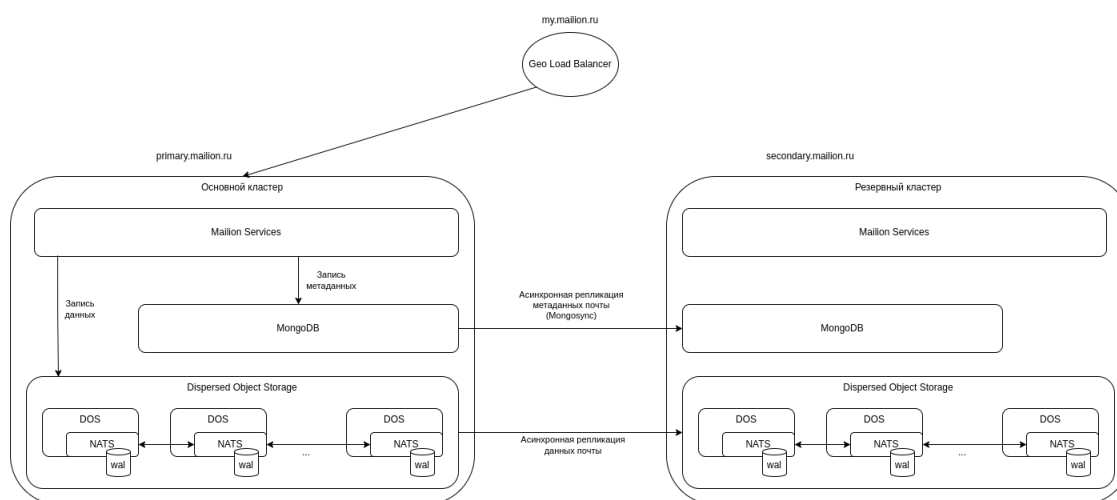 my.mailion.ru
Geo Load Balancer
primary.mailion.ru
secondary.mailion.ru
Основной кластер
Резервный кластер
Mailion Services
Mailion Services
Запись
метаданных
Запись
данных
Асинхронная репликация
метаданных почты
(Mongosync)
MongoDB
MongoDB
Dispersed Object Storage
Dispersed Object Storage
DOS
DOS
DOS
DOS
DOS
DOS
NATS
NATS
...
NATS
NATS
NATS
...
NATS
Асинхронная репликация
данных почты
wal
wal
wal
wal
wal
wal